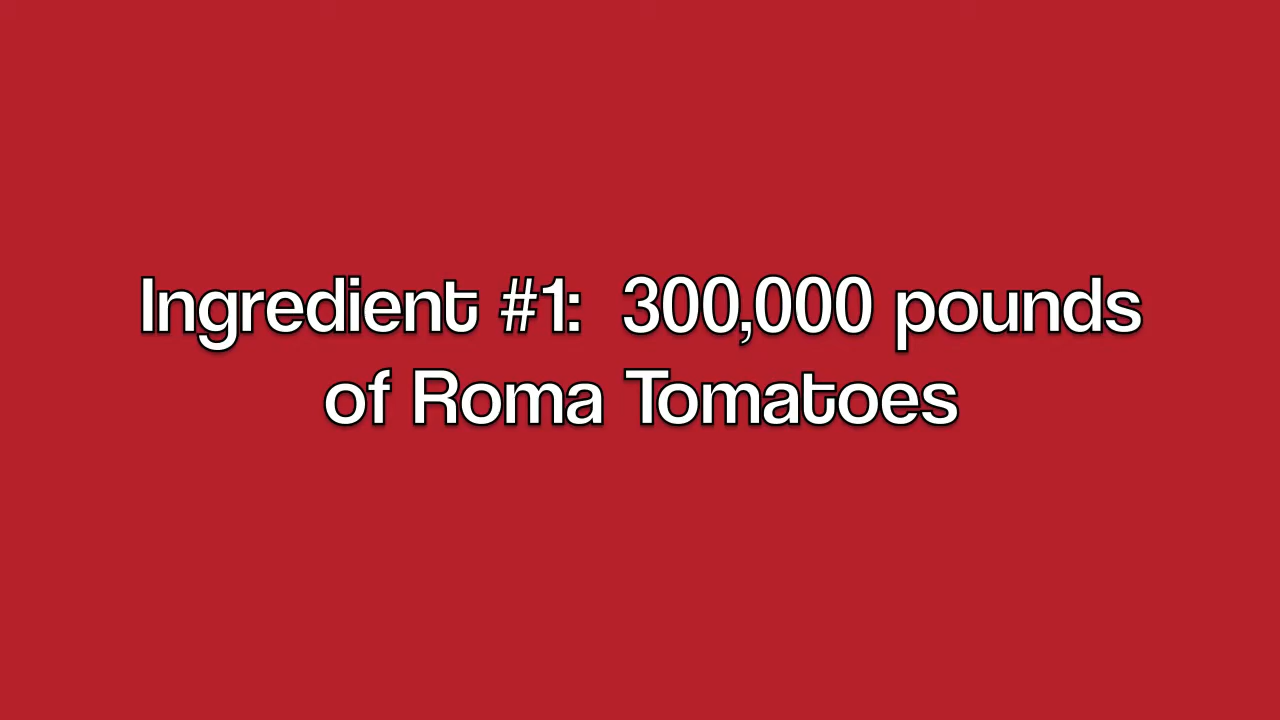 Ingredient #1:  300,000 pounds
of Roma Tomatoes